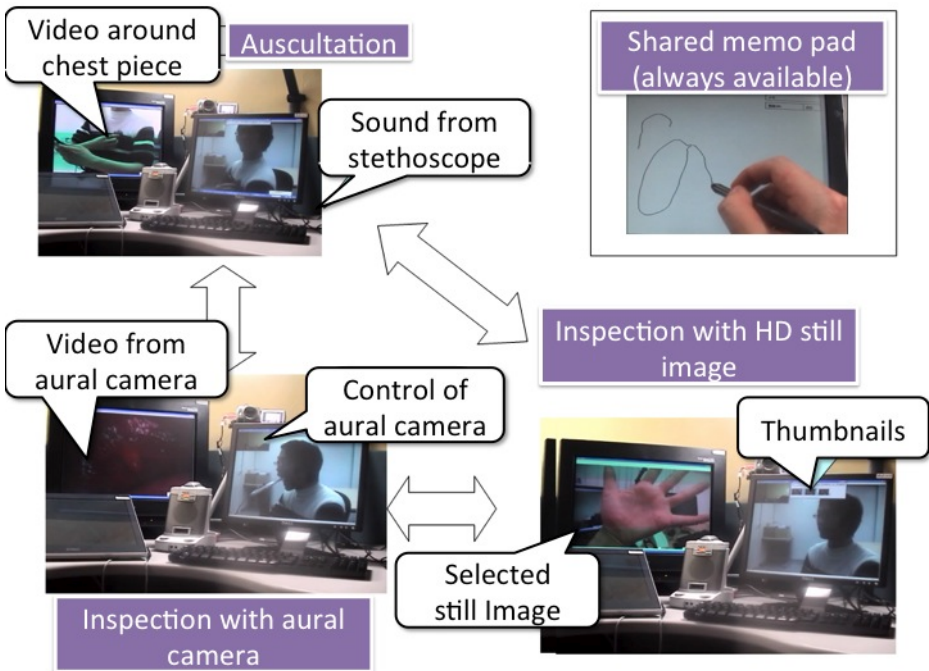 Video around
chest piece
Auscultation
Shared memo pad
(always available)
Sound from
stethoscope
Video from
aural camera
Control of
aural camera
Inspection with HD still
image
Thumbnails
Selected
still Image
Inspection with aural
camera